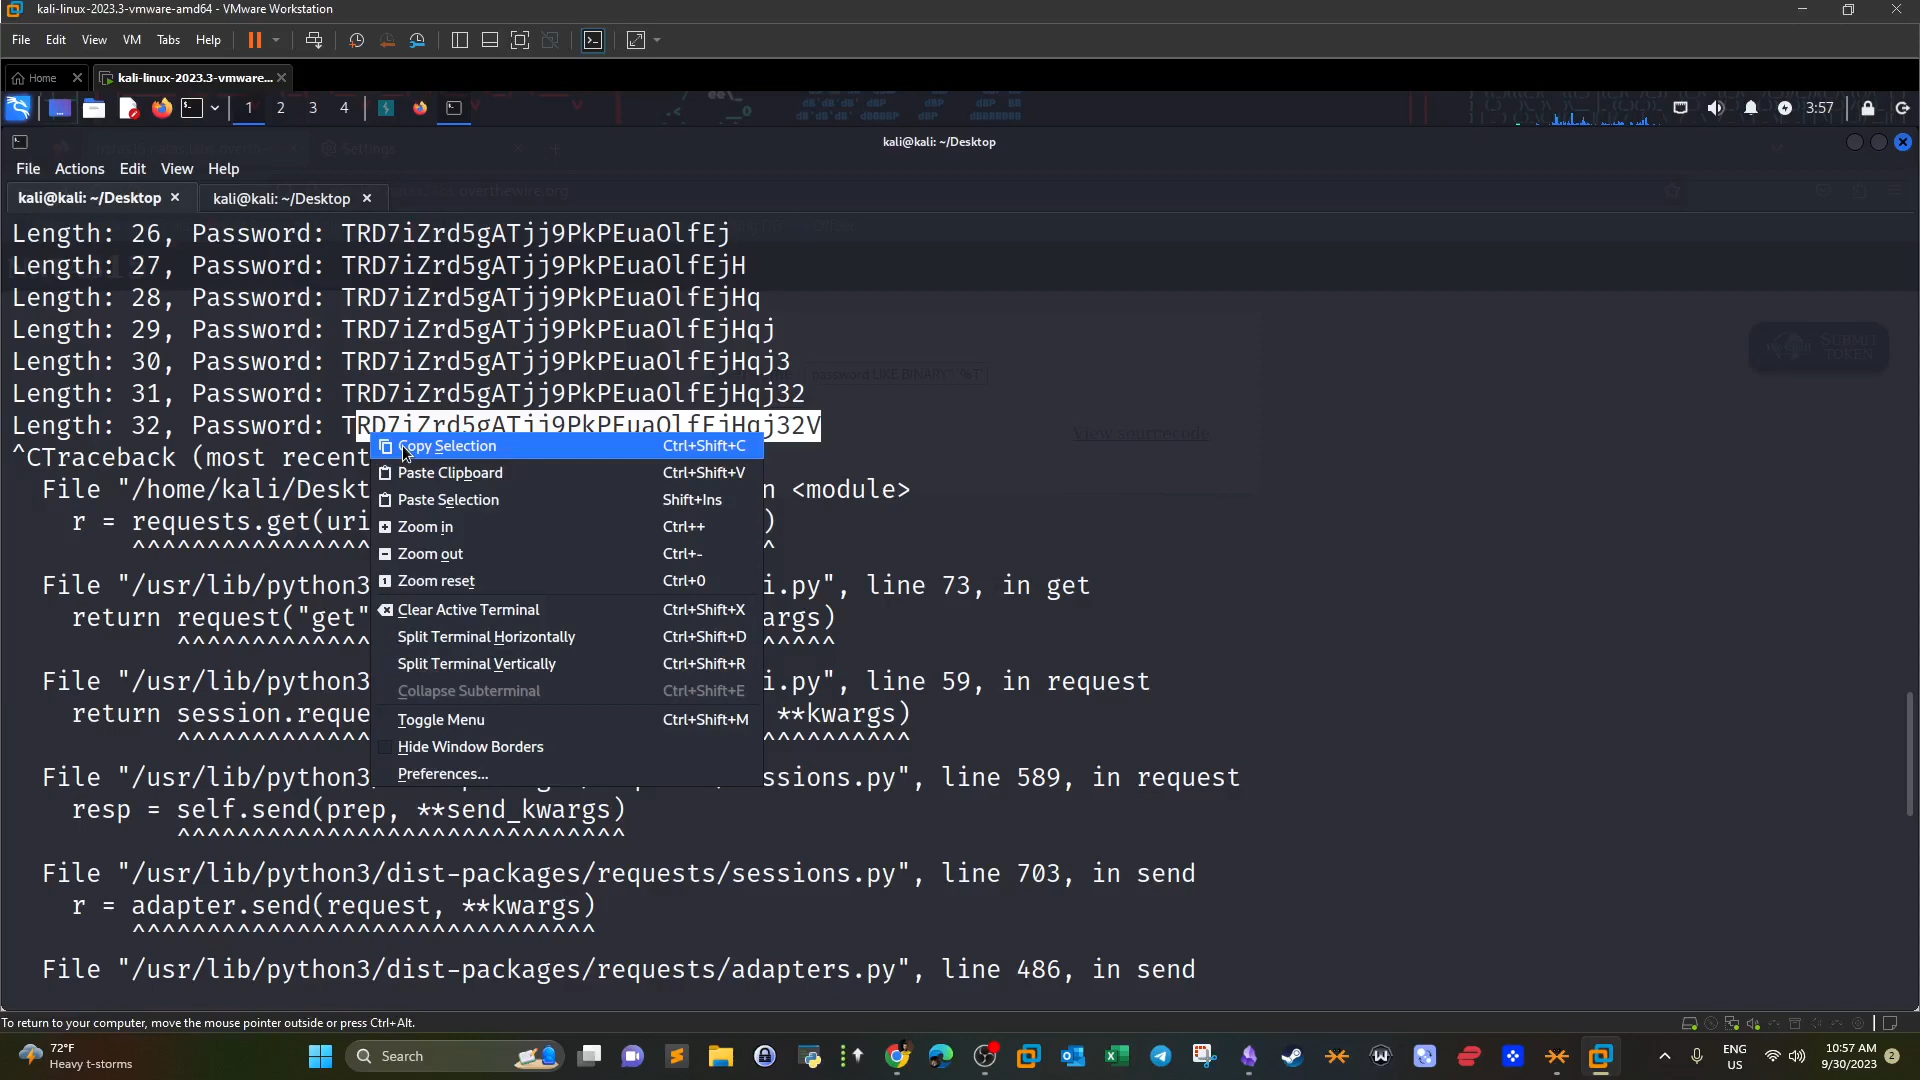 kali-linux-2023.3-vmware-amd64 - VMware Workstation
File Edit View VM Tabs Help
Home kali-linux-2023.3-vmware...
1 2 3 4 3:57
Settings
kali@kali: ~/Desktop
File Actions Edit View Help
kali@kali: ~/Desktop kali@kali: ~/Desktop
overthewire.org
Length: 26, Password: TRD7iZrd5gATjj9PkPEuaOlfEj
Length: 27, Password: TRD7iZrd5gATjj9PkPEuaOlfEjH
Length: 28, Password: TRD7iZrd5gATjj9PkPEuaOlfEjHq
Length: 29, Password: TRD7iZrd5gATjj9PkPEuaOlfEjHqj
Length: 30, Password: TRD7iZrd5gATjj9PkPEuaOlfEjHqj3
Length: 31, Password: TRD7iZrd5gATjj9PkPEuaOlfEjHqj32
Length: 32, Password: TRD7iZrd5gATjj9PkPEuaOlfEjHqj32V
SUBMIT
TOKEN
password LIKE BINARY
View sourcecode
^CTraceback (most recent
File "/home/kali/Deskt n <module>
r = requests.get(uri )
^^^^^^^^^^^^^^^^ ^
File "/usr/lib/python3 i.py", line 73, in get
return request("get" args)
^^^^^^^^^^^^^ ^^^^^
File "/usr/lib/python3 i.py", line 59, in request
return session.reque **kwargs)
^^^^^^^^^^^^^ ^^^^^^^^^^
File "/usr/lib/python3 ssions.py", line 589, in request
resp = self.send(prep, **send_kwargs)
^^^^^^^^^^^^^^^^^^^^^^^^^^^^^^
File "/usr/lib/python3/dist-packages/requests/sessions.py", line 703, in send
r = adapter.send(request, **kwargs)
^^^^^^^^^^^^^^^^^^^^^^^^^^^^^^^
File "/usr/lib/python3/dist-packages/requests/adapters.py", line 486, in send
Copy Selection Ctrl+Shift+C
Paste Clipboard Ctrl+Shift+V
Paste Selection Shift+Ins
Zoom in Ctrl++
Zoom out Ctrl+-
Zoom reset Ctrl+0
Clear Active Terminal Ctrl+Shift+X
Split Terminal Horizontally Ctrl+Shift+D
Split Terminal Vertically Ctrl+Shift+R
Collapse Subterminal Ctrl+Shift+E
Toggle Menu Ctrl+Shift+M
Hide Window Borders
Preferences...
To return to your computer, move the mouse pointer outside or press Ctrl+Alt.
72°F
Heavy t-storms
Search
ENG
US
10:57 AM
9/30/2023
2